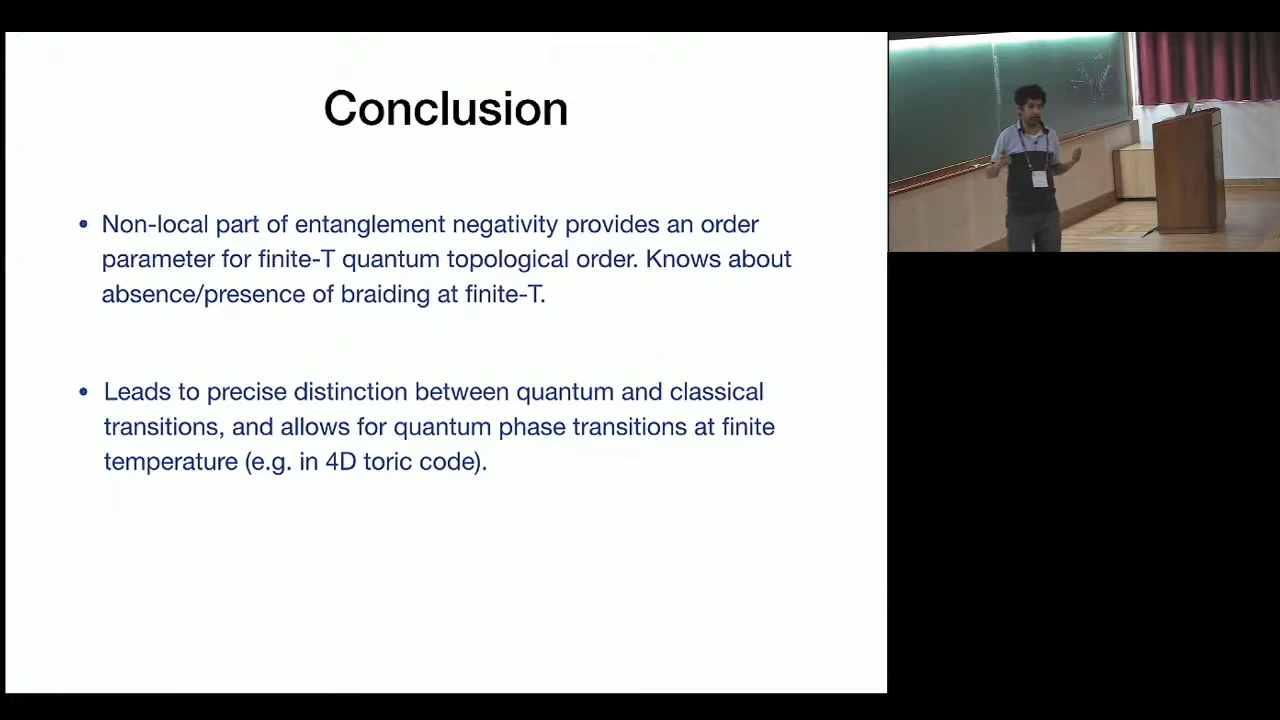 Conclusion
• Non-local part of entanglement negativity provides an order
parameter for finite-T quantum topological order. Knows about
absence/presence of braiding at finite-T.
• Leads to precise distinction between quantum and classical
transitions, and allows for quantum phase transitions at finite
temperature (e.g. in 4D toric code).